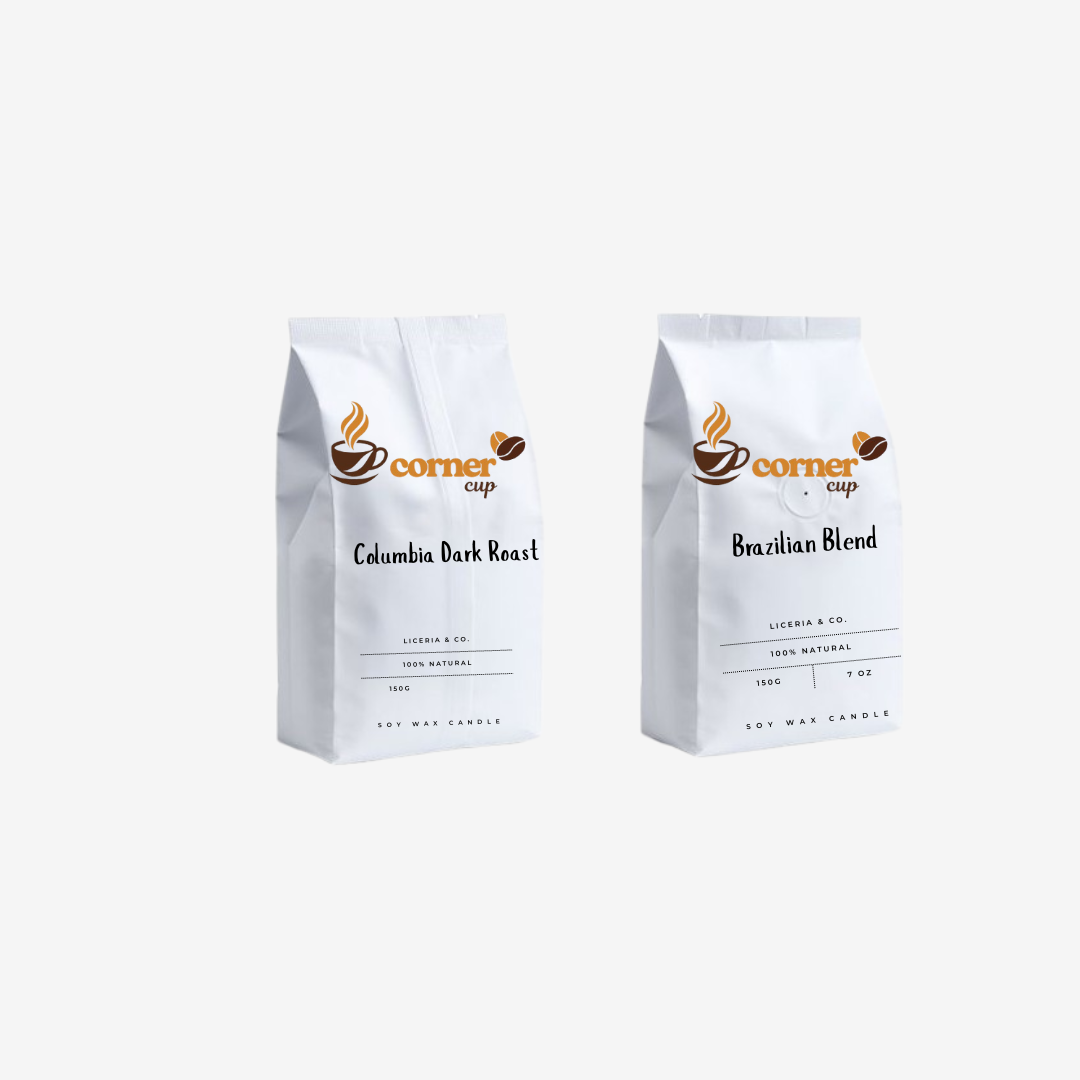 corner
cup
Columbia Dark Roast
LICERIA & CO.
100% NATURAL
150G
SOY WAX CANDLE
corner
cup
Brazilian Blend
LICERIA & CO.
100% NATURAL
150G 7 OZ
SOY WAX CANDLE